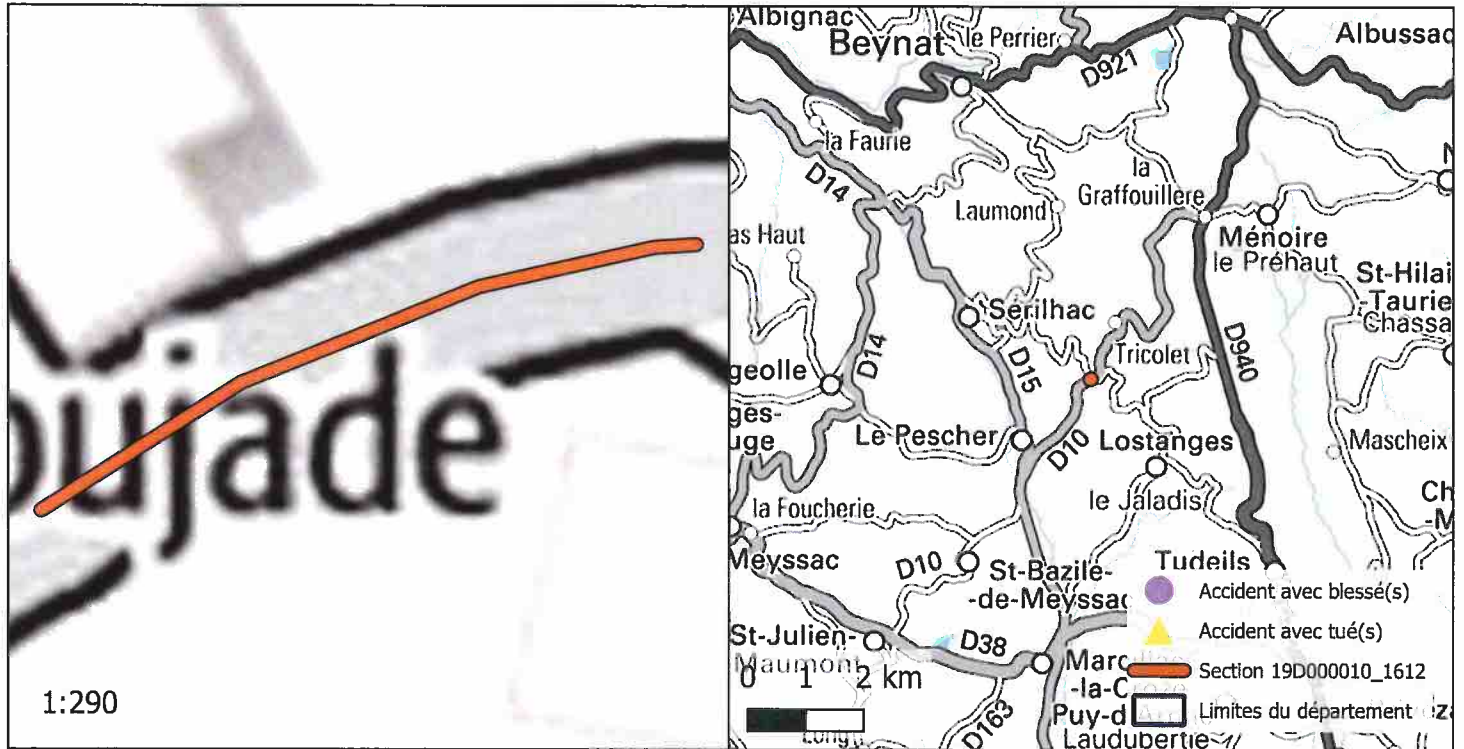 oujade
1:290
Albignac
Beynat
le Perrier
D921
Albussac
la Faurie
D14
la
Graffouillère
Laumond
as Haut
Ménoire
le Préhaut
St-Hilai
-Taurie
Chassa
Sérilhac
D14
D15
Tricolet
D940
geolle
ges-
uge
Le Pescher
D10
Lostanges
Mascheix
la Foucherie
le Jaladis
Ch
-M
Meyssac
D10
St-Bazile-
-de-Meyssac
Tudeils
Accident avec blessé(s)
Accident avec tué(s)
St-Julien-
Maumont
D38
Section 19D000010_1612
0 1 2 km
-la-C
Puy-d
Limites du département
D163
Laudubertie